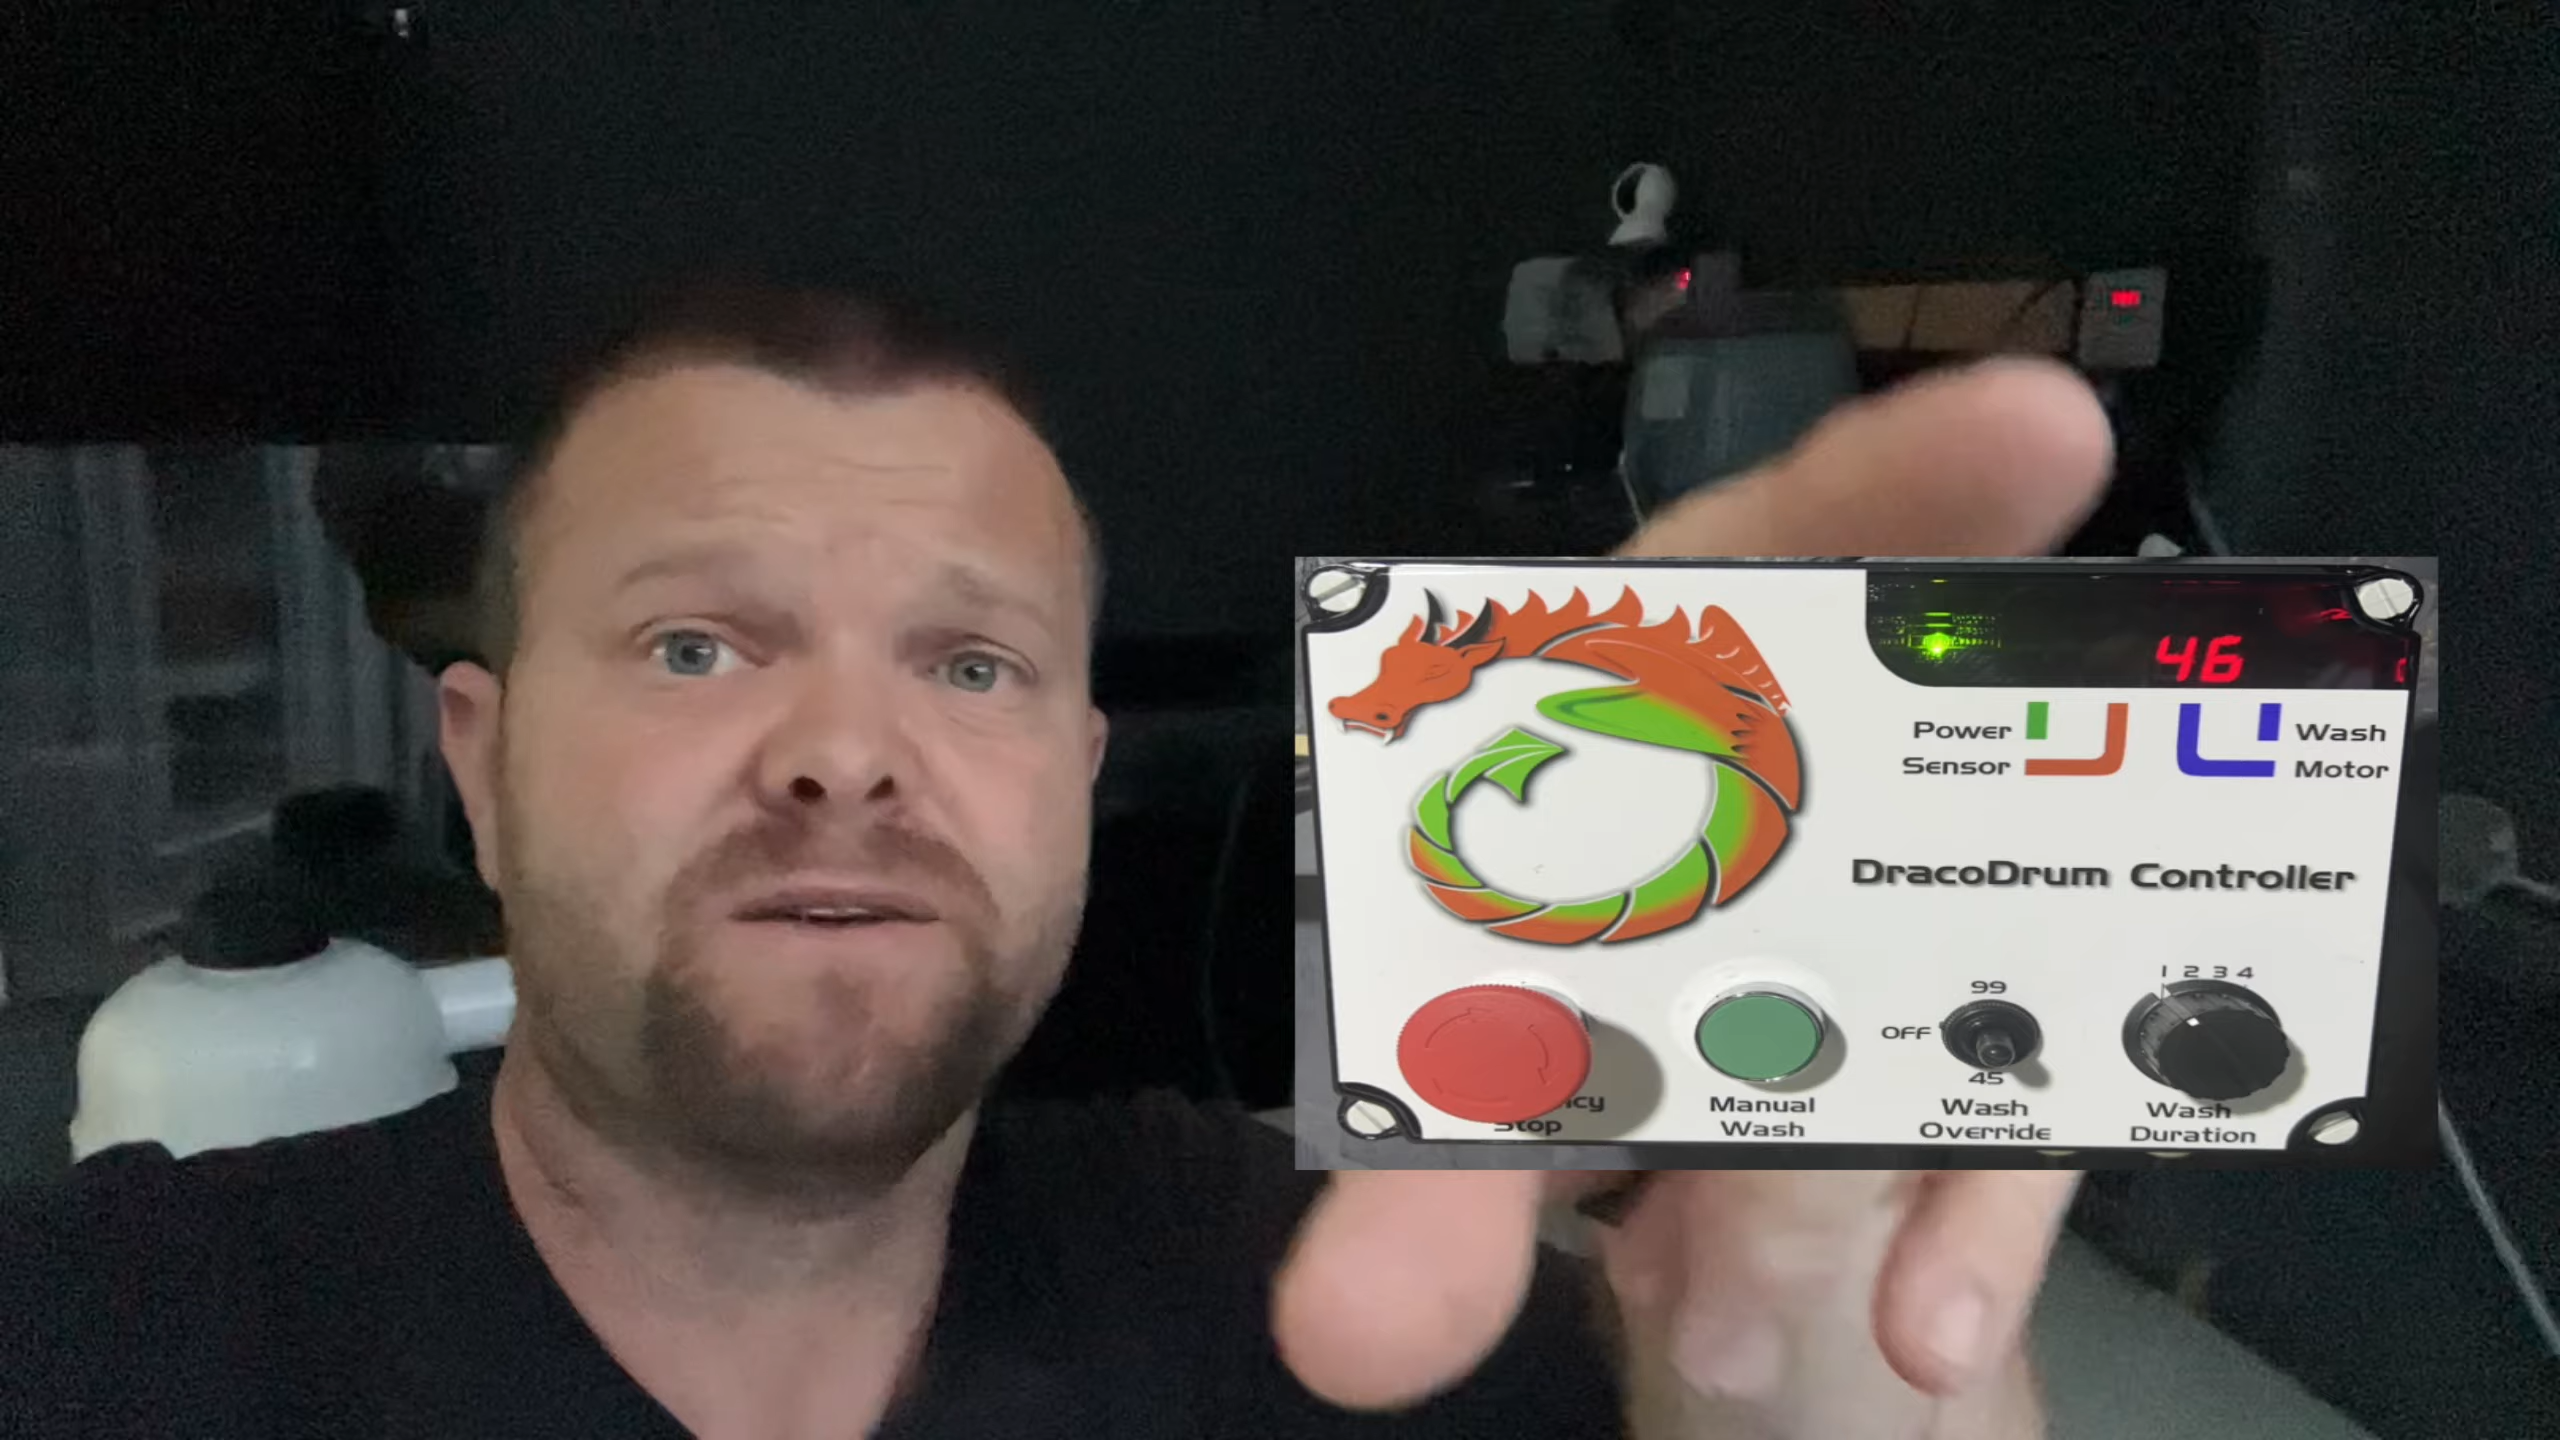 46
Power
Wash
Sensor
Motor
DracoDrum Controller
1 2 3 4
99
OFF
45
Stop
Manual
Wash
Wash
Override
Wash
Duration